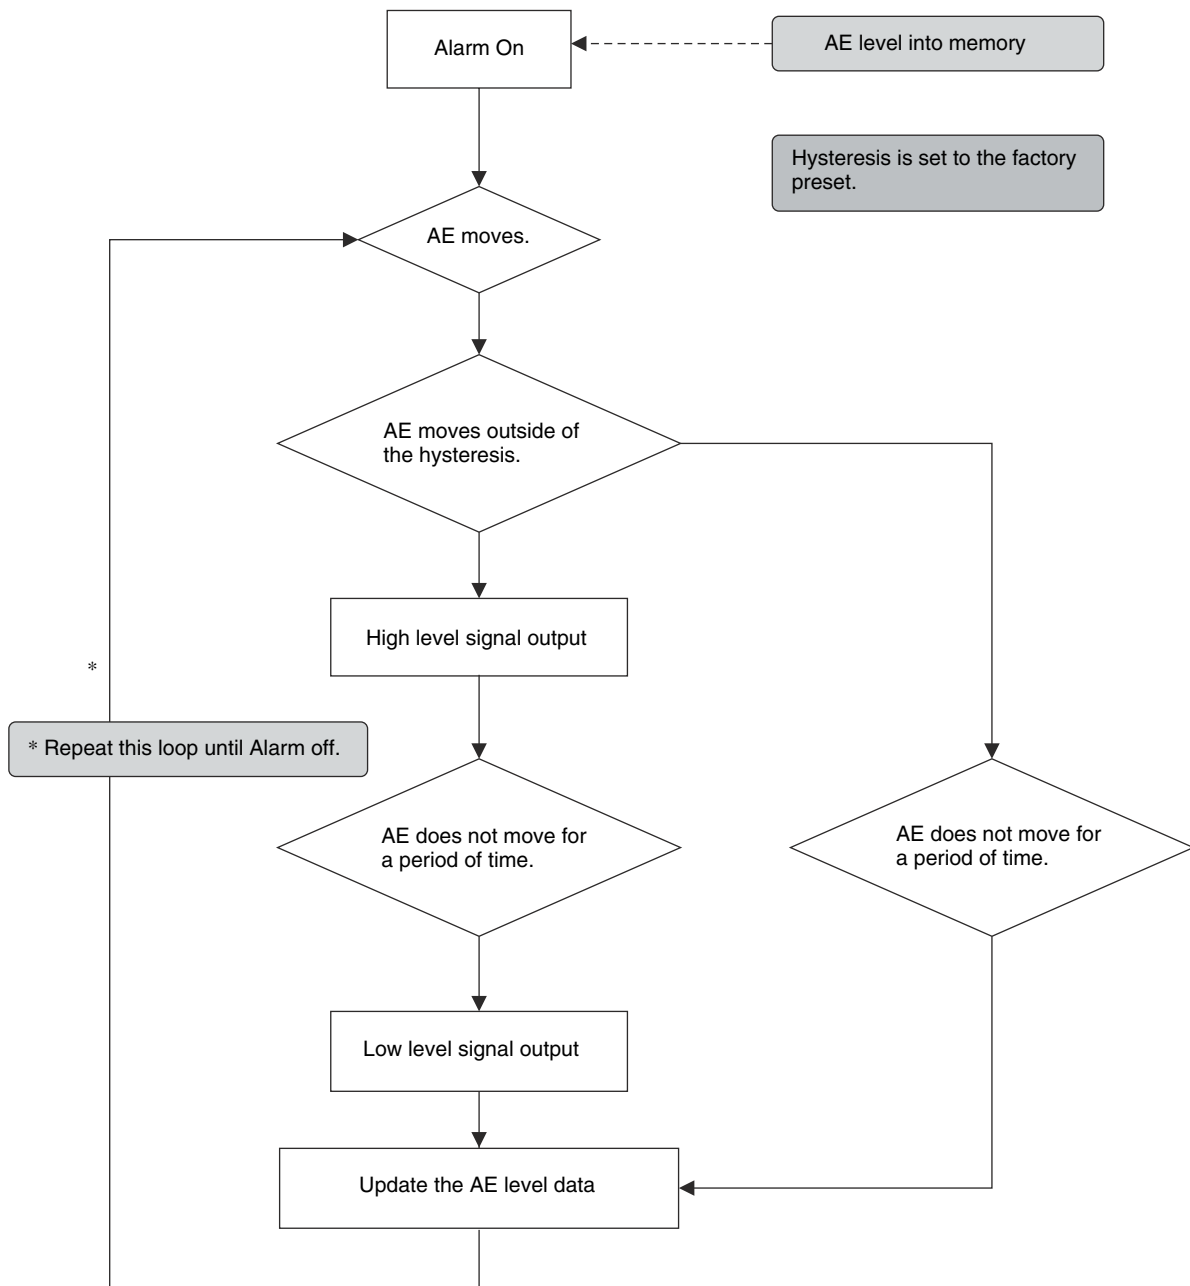 Alarm On
AE level into memory
Hysteresis is set to the factory
preset.
AE moves.
AE moves outside of
the hysteresis.
High level signal output
*
* Repeat this loop until Alarm off.
AE does not move for
a period of time.
AE does not move for
a period of time.
Low level signal output
Update the AE level data